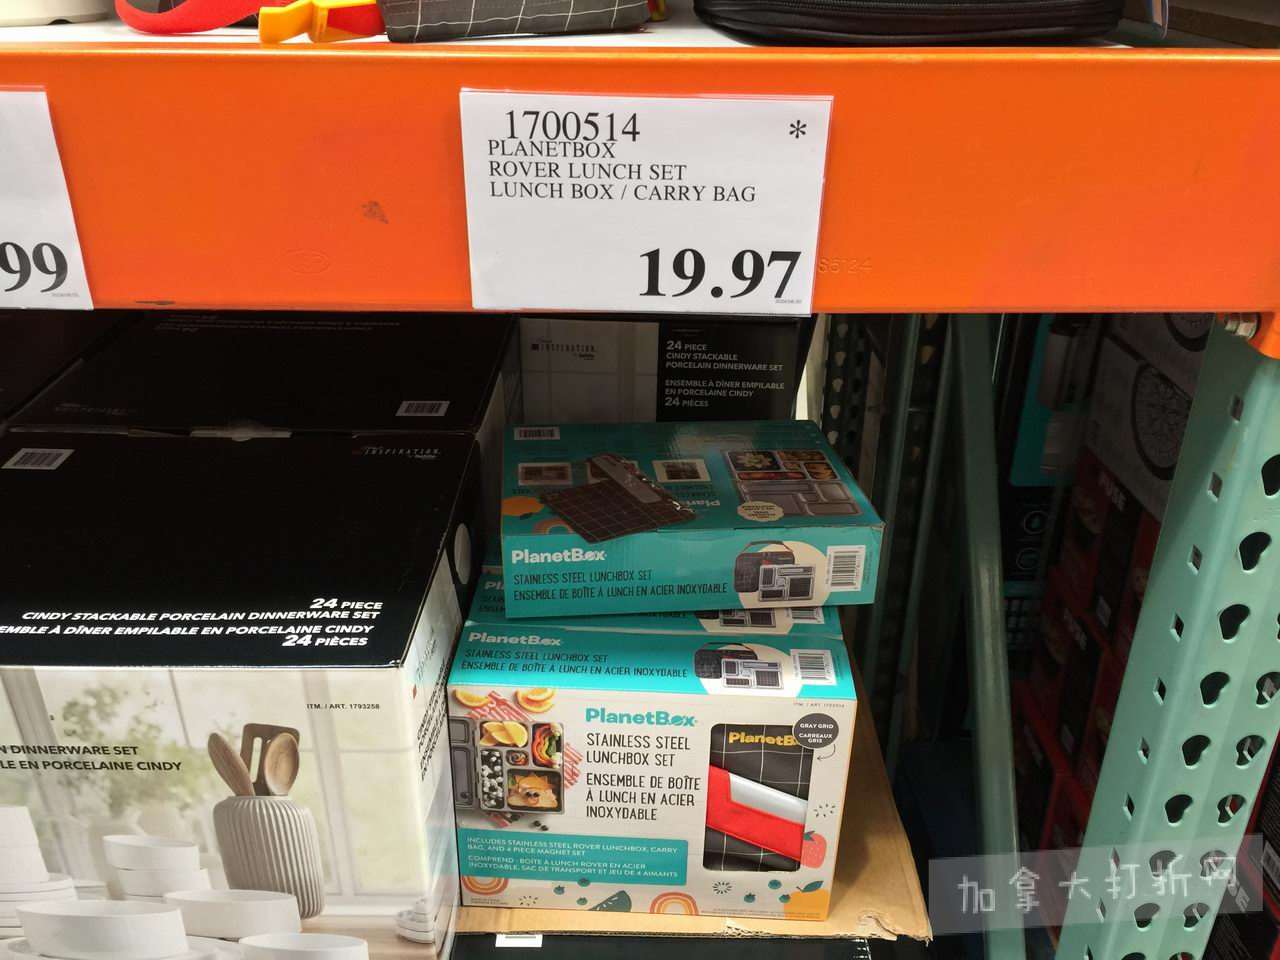 99
1700514
*
PLANETBOX
ROVER LUNCH SET
LUNCH BOX / CARRY BAG
19.97
INSPIRATION
24 PIECE
CINDY STACKABLE
PORCELAIN DINNERWARE SET
ENSEMBLE À DÎNER EMPILABLE
EN PORCELAINE CINDY
24 PIÈCES
INSPIRATION
24 PIECE
CINDY STACKABLE PORCELAIN DINNERWARE SET
EMBLE À DÎNER EMPILABLE EN PORCELAINE CINDY
24 PIÈCES
ITM. / ART. 1793258
N DINNERWARE SET
LE EN PORCELAINE CINDY
PlanetBox
STAINLESS STEEL LUNCHBOX SET
ENSEMBLE DE BOÎTE À LUNCH EN ACIER INOXYDABLE
PlanetBox
STAINLESS STEEL LUNCHBOX SET
ENSEMBLE DE BOÎTE À LUNCH EN ACIER INOXYDABLE
PlanetBox
STAINLESS STEEL
LUNCHBOX SET
ENSEMBLE DE BOÎTE
À LUNCH EN ACIER
INOXYDABLE
GRAY GRID
CARREAUX
GRIS
PlanetB
INCLUDES STAINLESS STEEL ROVER LUNCHBOX, CARRY
BAG, AND 4 PIECE MAGNET SET
COMPREND : BOÎTE À LUNCH ROVER EN ACIER
INOXYDABLE, SAC DE TRANSPORT ET JEU DE 4 AIMANTS
加拿大打折网